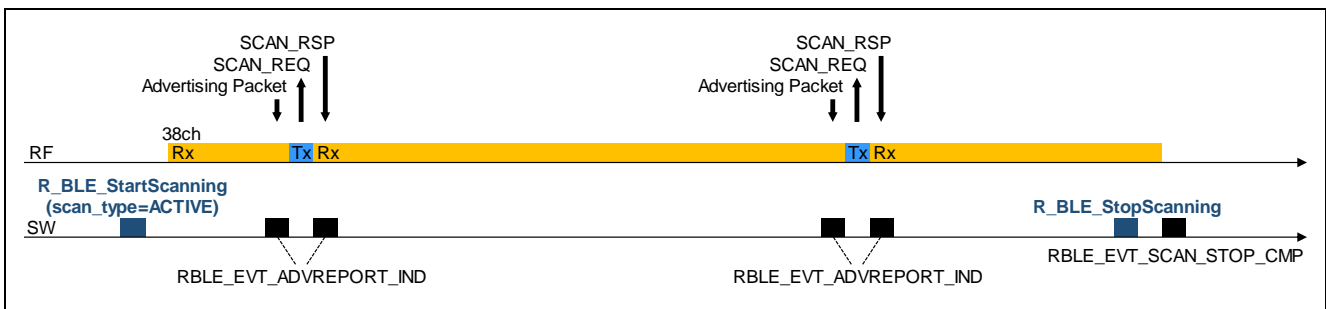 SCAN_RSP
SCAN_REQ
Advertising Packet
SCAN_RSP
SCAN_REQ
Advertising Packet
38ch
RF
Rx
Tx
Rx
Tx
Rx
R_BLE_StartScanning
(scan_type=ACTIVE)
R_BLE_StopScanning
SW
RBLE_EVT_SCAN_STOP_CMP
RBLE_EVT_ADVREPORT_IND
RBLE_EVT_ADVREPORT_IND